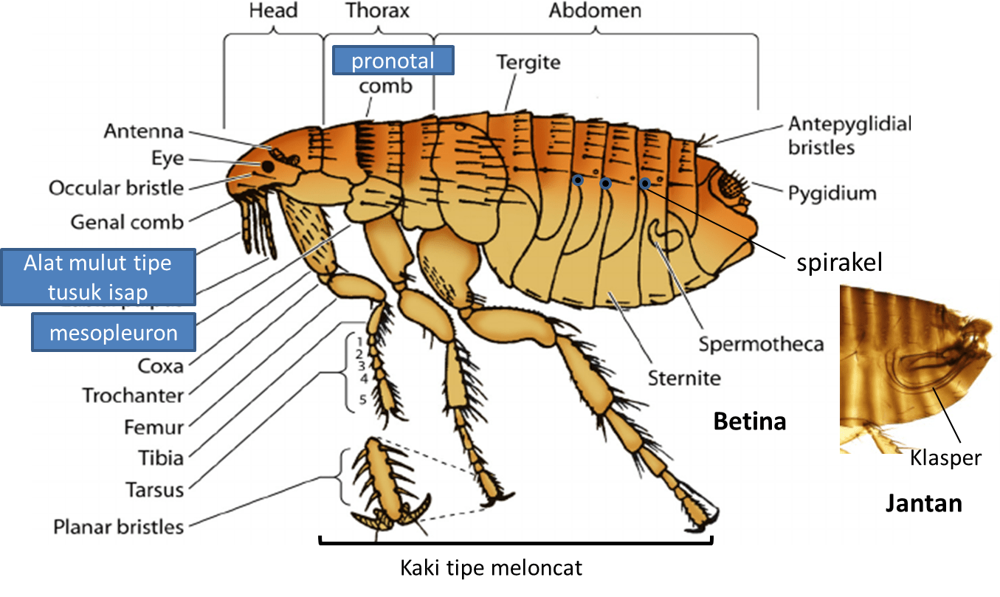 Head
Thorax
Abdomen
pronotal
comb
Tergite
Antenna
Eye
Occular bristle
Genal comb
Alat mulut tipe
tusuk isap
mesopleuron
Coxa
Trochanter
Femur
Tibia
Tarsus
Planar bristles
1
2
3
4
5
Antepyglidial
bristles
Pygidium
spirakel
Spermotheca
Sternite
Betina
Klasper
Jantan
Kaki tipe meloncat